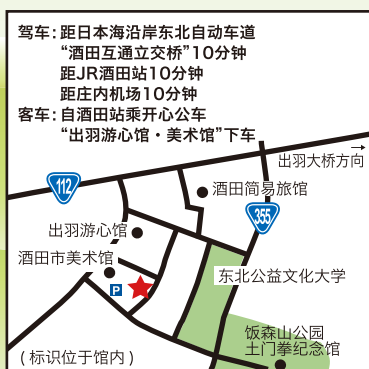 驾车：距日本海沿岸东北自动车道
“酒田互通立交桥”10分钟
距JR酒田站10分钟
距庄内机场10分钟
客车：自酒田站乘开心公车
“出羽游心馆・美术馆”下车
出羽大桥方向
112
酒田简易旅馆
355
出羽游心馆
酒田市美术馆
P
东北公益文化大学
饭森山公园
土门拳纪念馆
（标识位于馆内）